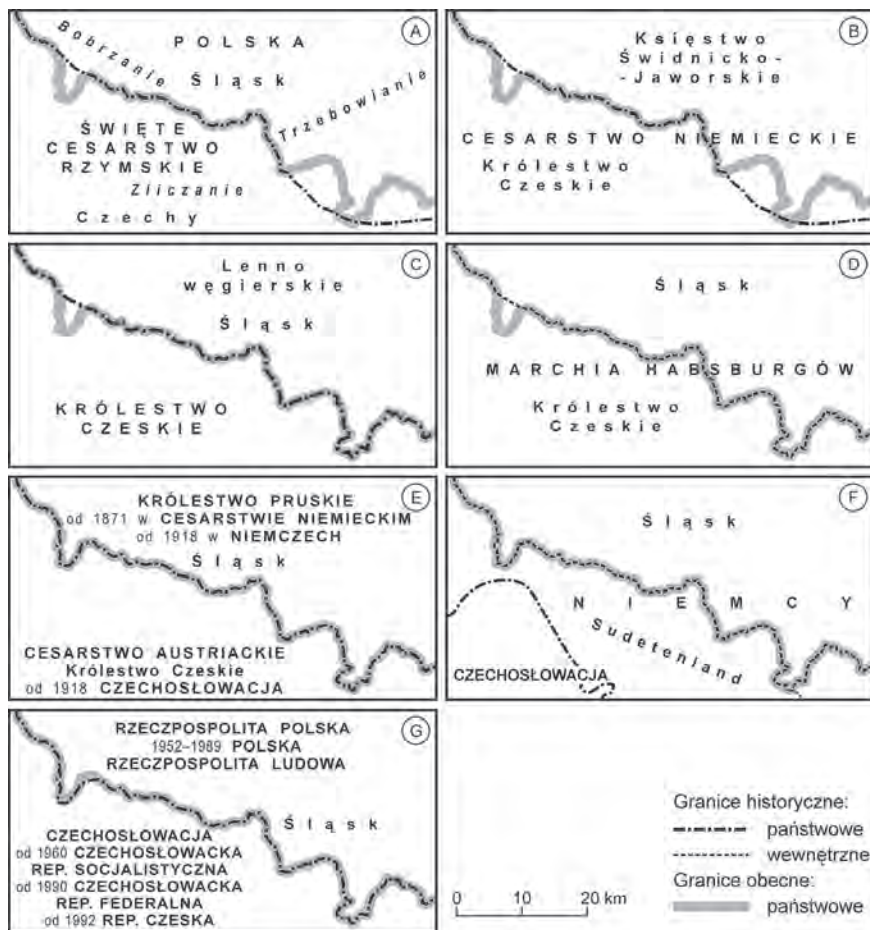 A
Bobrzanie
POLSKA
Śląsk
Trzebowianie
ŚWIĘTE
CESARSTWO
RZYMSKIE
Zliczanie
Czechy
B
Księstwo
Świdnicko-
-Jaworskie
CESARSTWO NIEMIECKIE
Królestwo
Czeskie
C
Lenno
węgierskie
Śląsk
KRÓLESTWO
CZESKIE
D
Śląsk
MARCHIA HABSBURGÓW
Królestwo
Czeskie
E
KRÓLESTWO PRUSKIE
od 1871 w CESARSTWIE NIEMIECKIM
od 1918 w NIEMCZECH
Śląsk
CESARSTWO AUSTRIACKIE
Królestwo Czeskie
od 1918 CZECHOSŁOWACJA
F
Śląsk
NIEMCY
Sudetenland
CZECHOSŁOWACJA
G
RZECZPOSPOLITA POLSKA
1952–1989 POLSKA
RZECZPOSPOLITA LUDOWA
Śląsk
CZECHOSŁOWACJA
od 1960 CZECHOSŁOWACKA
REP. SOCJALISTYCZNA
od 1990 CZECHOSŁOWACKA
REP. FEDERALNA
od 1992 REP. CZESKA
Granice historyczne:
państwowe
wewnętrzne
Granice obecne:
państwowe
0 10 20 km